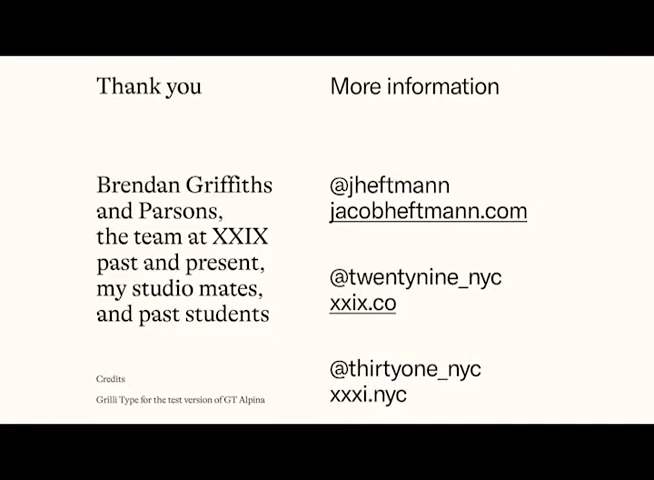 Thank you
Brendan Griffiths
and Parsons,
the team at XXIX
past and present,
my studio mates,
and past students
Credits
Grilli Type for the test version of GT Alpina
More information
@jheftmann
jacobheftmann.com
@twentynine_nyc
xxix.co
@thirtyone_nyc
xxxi.nyc